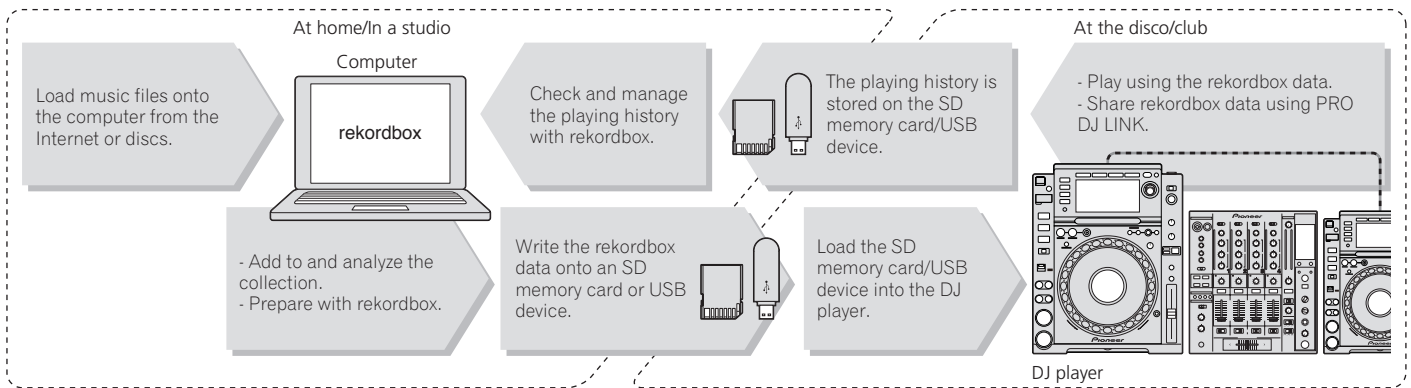 At home/In a studio
At the disco/club
Load music files onto
the computer from the
Internet or discs.
Computer
rekordbox
Check and manage
the playing history
with rekordbox.
The playing history is
stored on the SD
memory card/USB
device.
- Play using the rekordbox data.
- Share rekordbox data using PRO
DJ LINK.
- Add to and analyze the
collection.
- Prepare with rekordbox.
Write the rekordbox
data onto an SD
memory card or USB
device.
Load the SD
memory card/USB
device into the DJ
player.
Pioneer
Pioneer
Pioneer
DJ player